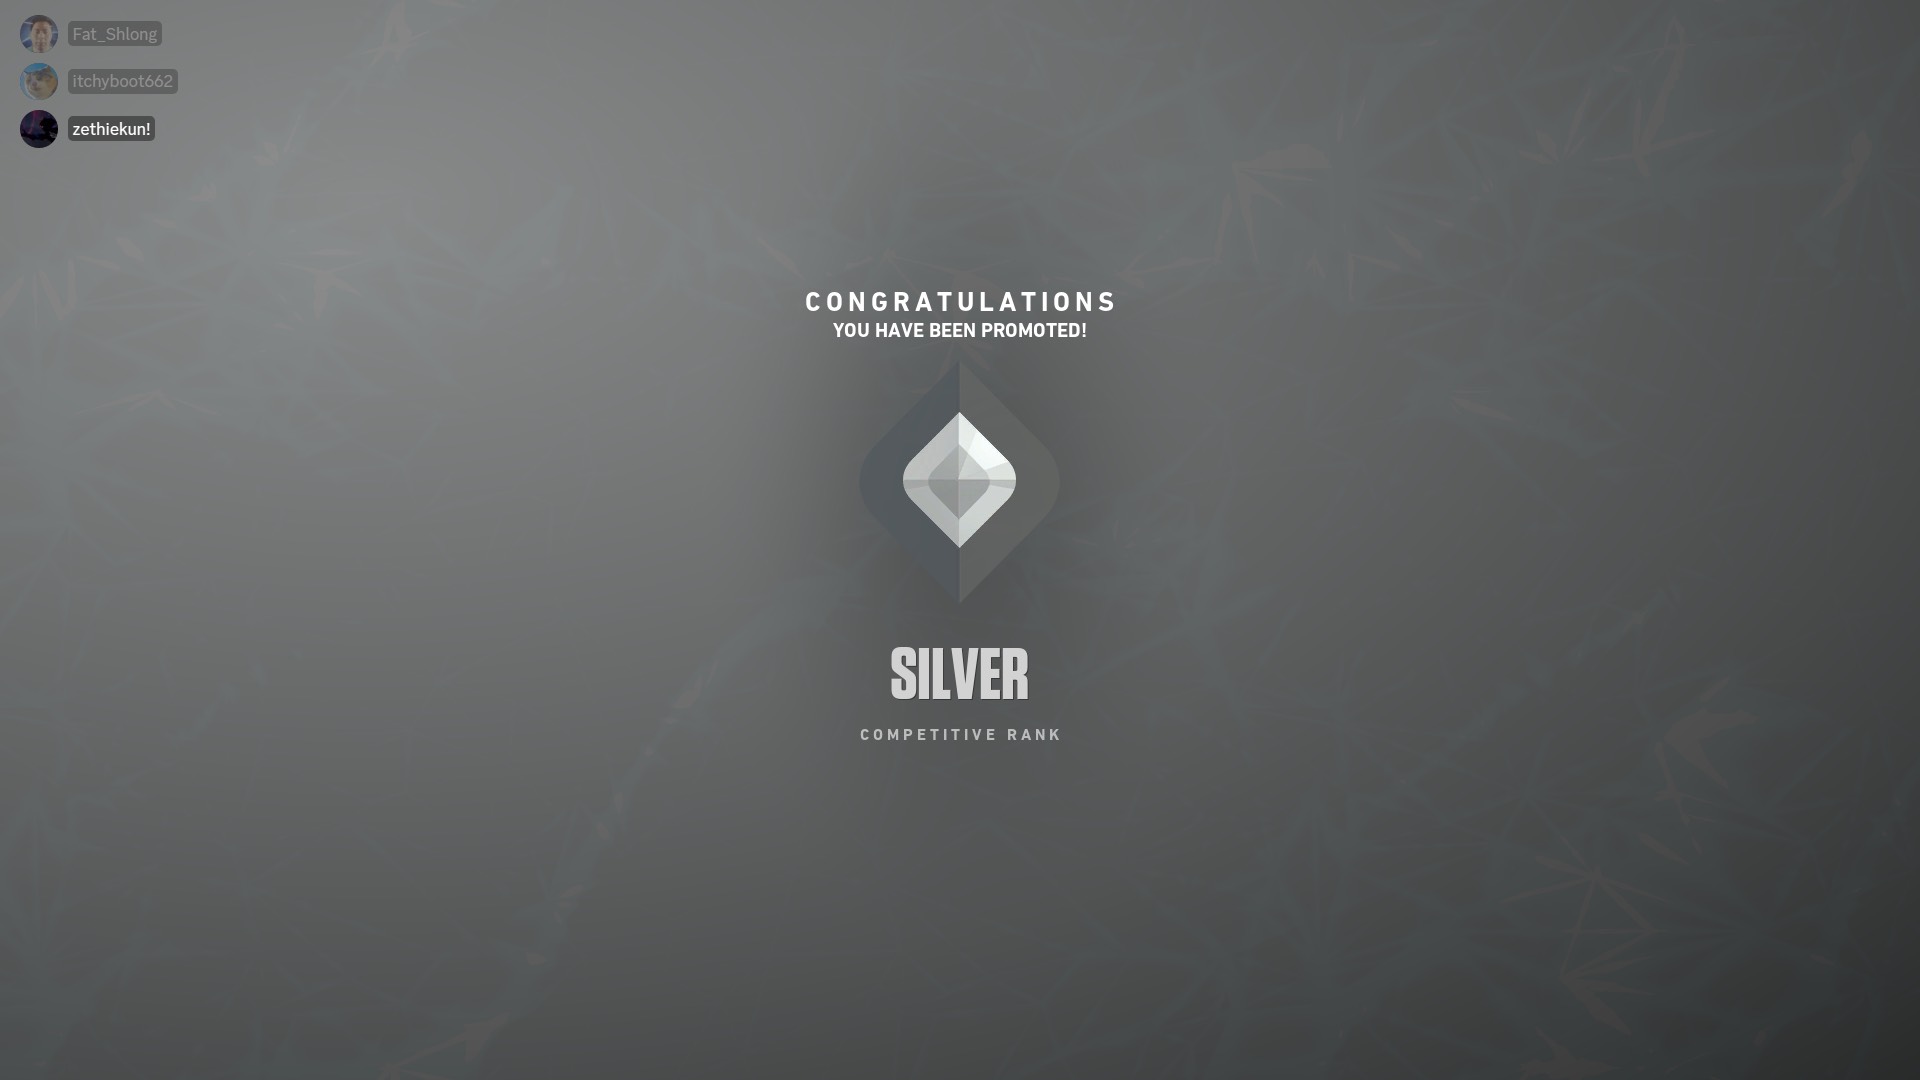 Fat_Shlong
itchyboot662
zethiekun!
CONGRATULATIONS
YOU HAVE BEEN PROMOTED!
SILVER
COMPETITIVE RANK